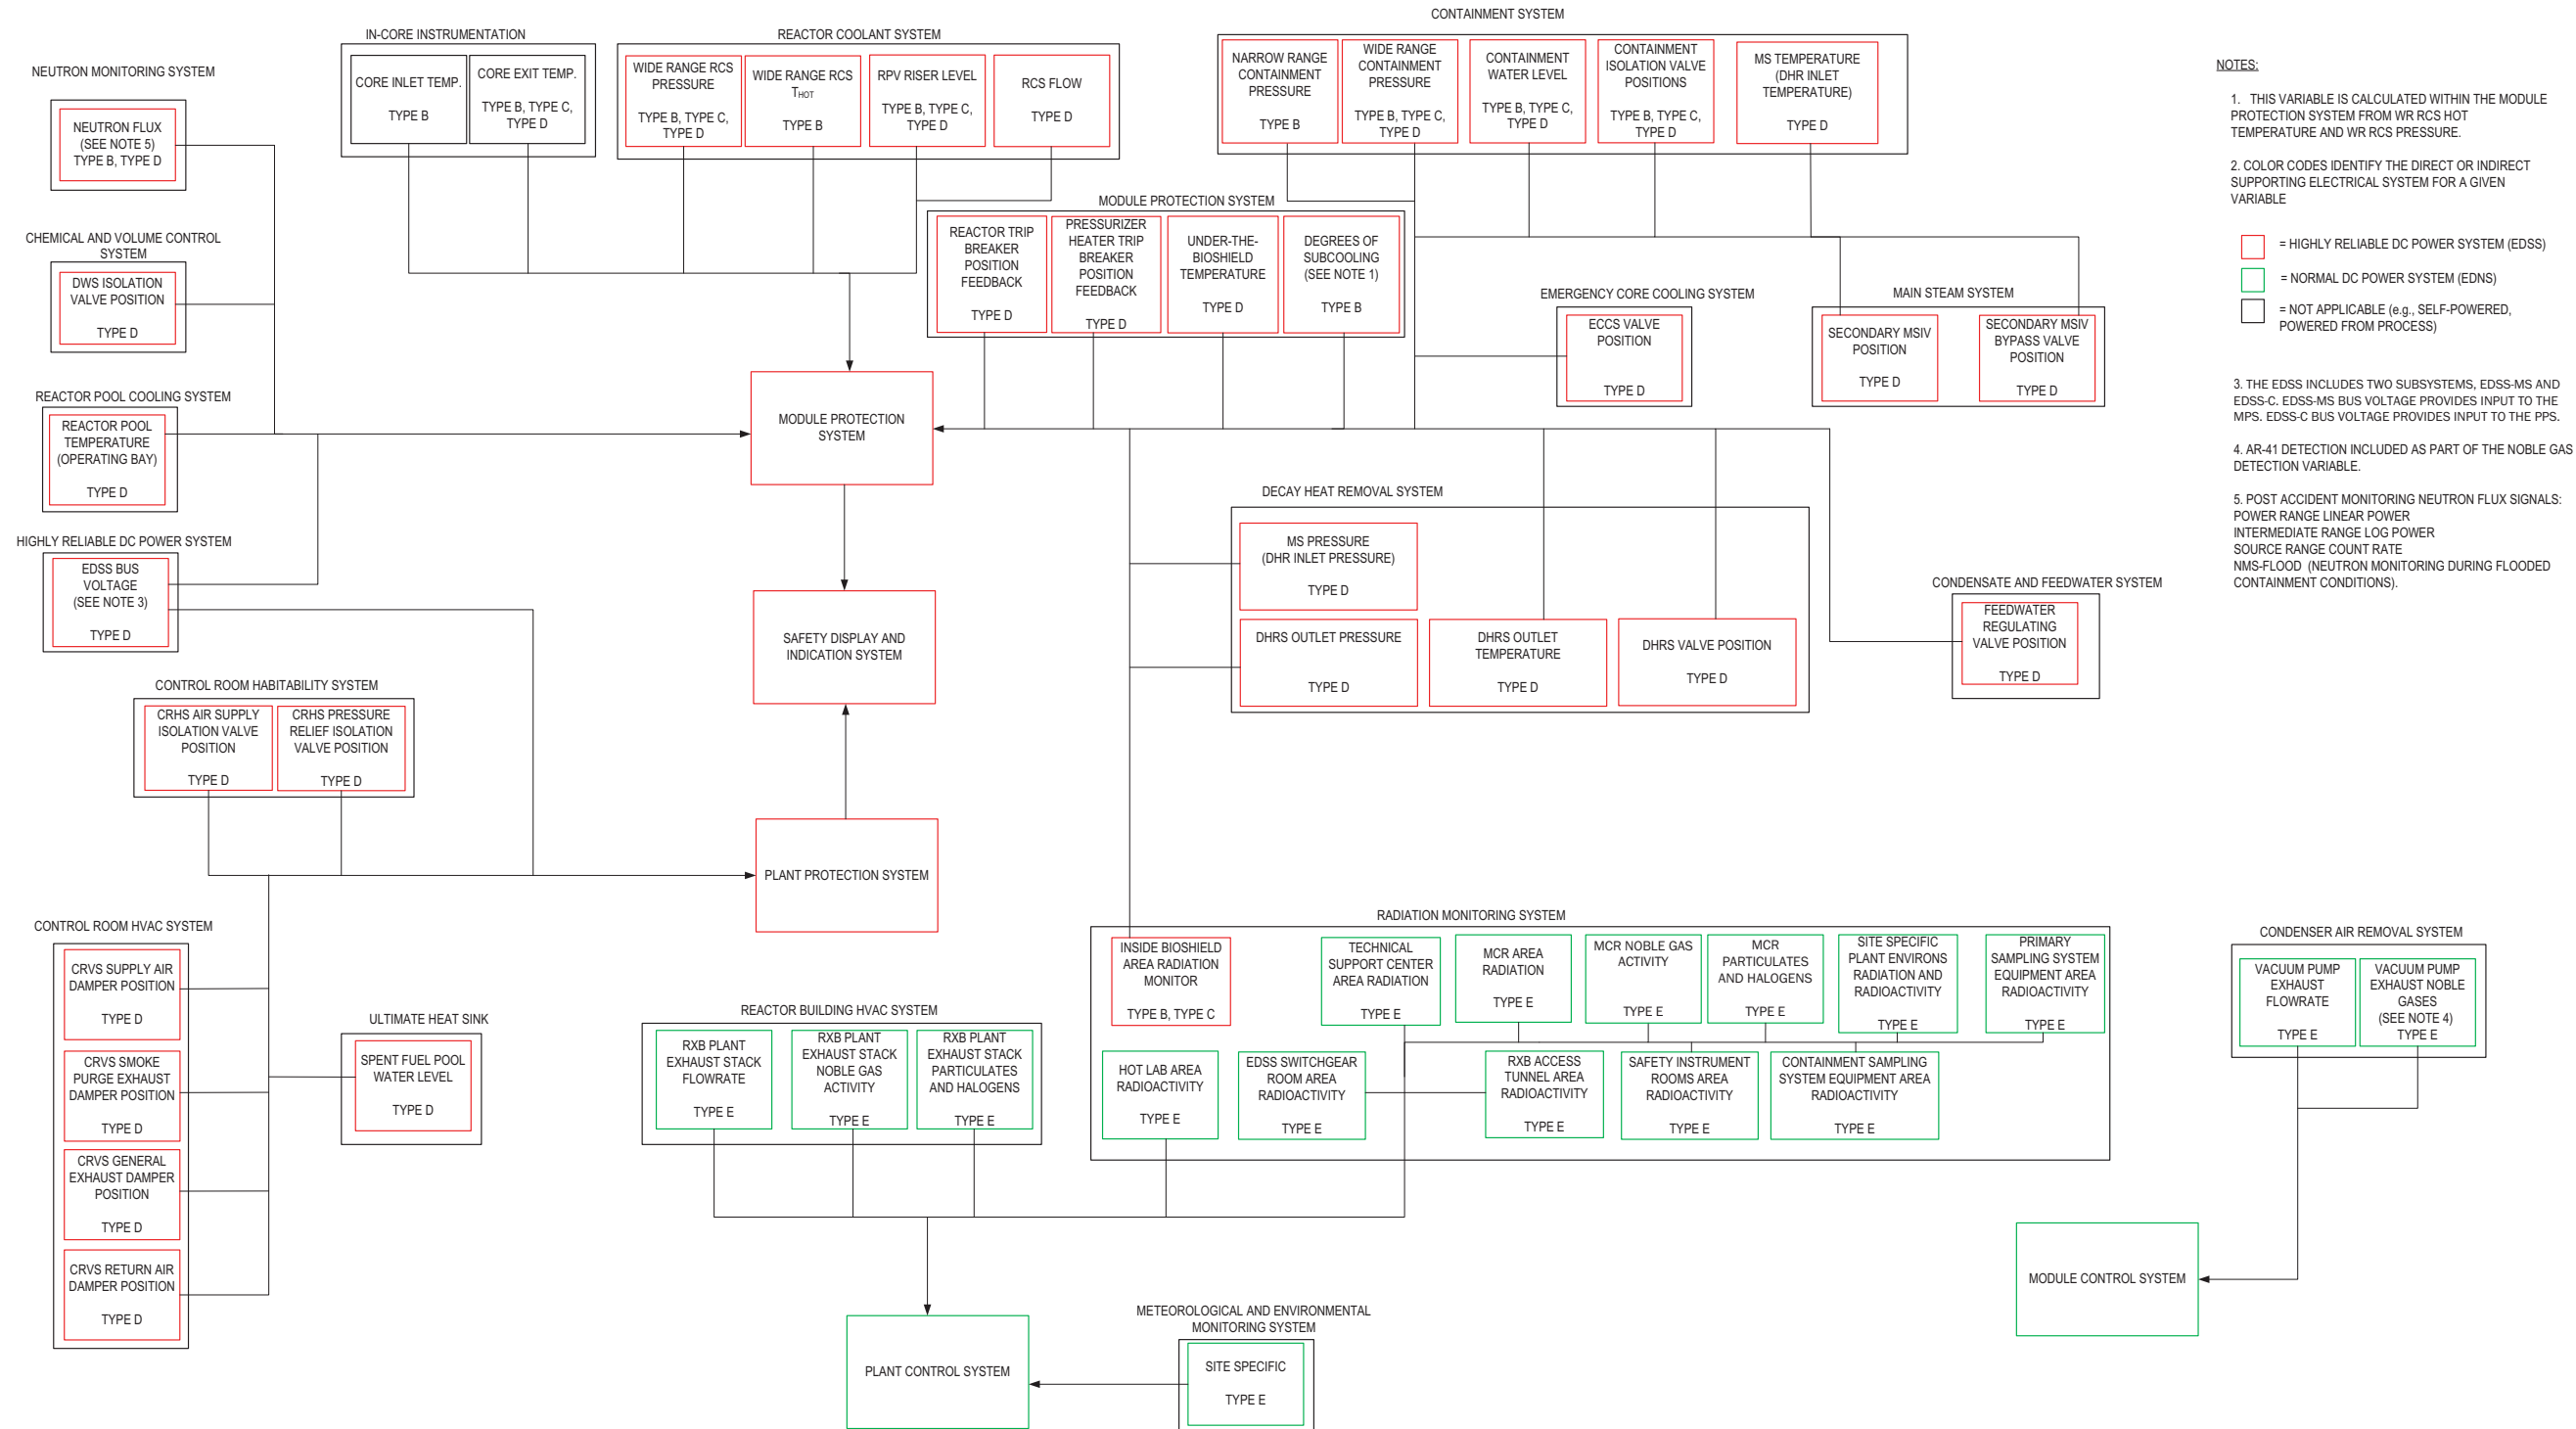 CONTAINMENT SYSTEM
IN-CORE INSTRUMENTATION
CORE INLET TEMP.
TYPE B
CORE EXIT TEMP.
TYPE B, TYPE C,
TYPE D
REACTOR COOLANT SYSTEM
WIDE RANGE RCS
PRESSURE
TYPE B, TYPE C,
TYPE D
WIDE RANGE RCS
THOT
TYPE B
RPV RISER LEVEL
TYPE B, TYPE C,
TYPE D
RCS FLOW
TYPE D
NARROW RANGE
CONTAINMENT
PRESSURE
TYPE B
WIDE RANGE
CONTAINMENT
PRESSURE
TYPE B, TYPE C,
TYPE D
CONTAINMENT
WATER LEVEL
TYPE B, TYPE C,
TYPE D
CONTAINMENT
ISOLATION VALVE
POSITIONS
TYPE B, TYPE C,
TYPE D
MS TEMPERATURE
(DHR INLET
TEMPERATURE)
TYPE D
NEUTRON MONITORING SYSTEM
NEUTRON FLUX
(SEE NOTE 5)
TYPE B, TYPE D
CHEMICAL AND VOLUME CONTROL
SYSTEM
DWS ISOLATION
VALVE POSITION
TYPE D
REACTOR POOL COOLING SYSTEM
REACTOR POOL
TEMPERATURE
(OPERATING BAY)
TYPE D
HIGHLY RELIABLE DC POWER SYSTEM
EDSS BUS
VOLTAGE
(SEE NOTE 3)
TYPE D
MODULE PROTECTION SYSTEM
REACTOR TRIP
BREAKER
POSITION
FEEDBACK
TYPE D
PRESSURIZER
HEATER TRIP
BREAKER
POSITION
FEEDBACK
TYPE D
UNDER-THE-
BIOSHIELD
TEMPERATURE
TYPE D
DEGREES OF
SUBCOOLING
(SEE NOTE 1)
TYPE B
EMERGENCY CORE COOLING SYSTEM
ECCS VALVE
POSITION
TYPE D
MAIN STEAM SYSTEM
SECONDARY MSIV
POSITION
TYPE D
SECONDARY MSIV
BYPASS VALVE
POSITION
TYPE D
MODULE PROTECTION
SYSTEM
SAFETY DISPLAY AND
INDICATION SYSTEM
PLANT PROTECTION SYSTEM
DECAY HEAT REMOVAL SYSTEM
MS PRESSURE
(DHR INLET PRESSURE)
TYPE D
DHRS OUTLET PRESSURE
TYPE D
DHRS OUTLET
TEMPERATURE
TYPE D
DHRS VALVE POSITION
TYPE D
CONDENSATE AND FEEDWATER SYSTEM
FEEDWATER
REGULATING
VALVE POSITION
TYPE D
CONTROL ROOM HABITABILITY SYSTEM
CRHS AIR SUPPLY
ISOLATION VALVE
POSITION
TYPE D
CRHS PRESSURE
RELIEF ISOLATION
VALVE POSITION
TYPE D
CONTROL ROOM HVAC SYSTEM
CRVS SUPPLY AIR
DAMPER POSITION
TYPE D
CRVS SMOKE
PURGE EXHAUST
DAMPER POSITION
TYPE D
CRVS GENERAL
EXHAUST DAMPER
POSITION
TYPE D
CRVS RETURN AIR
DAMPER POSITION
TYPE D
ULTIMATE HEAT SINK
SPENT FUEL POOL
WATER LEVEL
TYPE D
REACTOR BUILDING HVAC SYSTEM
RXB PLANT
EXHAUST STACK
FLOWRATE
TYPE E
RXB PLANT
EXHAUST STACK
NOBLE GAS
ACTIVITY
TYPE E
RXB PLANT
EXHAUST STACK
PARTICULATES
AND HALOGENS
TYPE E
RADIATION MONITORING SYSTEM
INSIDE BIOSHIELD
AREA RADIATION
MONITOR
TYPE B, TYPE C
TECHNICAL
SUPPORT CENTER
AREA RADIATION
TYPE E
MCR AREA
RADIATION
TYPE E
MCR NOBLE GAS
ACTIVITY
TYPE E
MCR
PARTICULATES
AND HALOGENS
TYPE E
SITE SPECIFIC
PLANT ENVIRONS
RADIATION AND
RADIOACTIVITY
TYPE E
PRIMARY
SAMPLING SYSTEM
EQUIPMENT AREA
RADIOACTIVITY
TYPE E
HOT LAB AREA
RADIOACTIVITY
TYPE E
EDSS SWITCHGEAR
ROOM AREA
RADIOACTIVITY
TYPE E
RXB ACCESS
TUNNEL AREA
RADIOACTIVITY
TYPE E
SAFETY INSTRUMENT
ROOMS AREA
RADIOACTIVITY
TYPE E
CONTAINMENT SAMPLING
SYSTEM EQUIPMENT AREA
RADIOACTIVITY
TYPE E
CONDENSER AIR REMOVAL SYSTEM
VACUUM PUMP
EXHAUST
FLOWRATE
TYPE E
VACUUM PUMP
EXHAUST NOBLE
GASES
(SEE NOTE 4)
TYPE E
MODULE CONTROL SYSTEM
PLANT CONTROL SYSTEM
METEOROLOGICAL AND ENVIRONMENTAL
MONITORING SYSTEM
SITE SPECIFIC
TYPE E
NOTES:
1. THIS VARIABLE IS CALCULATED WITHIN THE MODULE
PROTECTION SYSTEM FROM WR RCS HOT
TEMPERATURE AND WR RCS PRESSURE.
2. COLOR CODES IDENTIFY THE DIRECT OR INDIRECT
SUPPORTING ELECTRICAL SYSTEM FOR A GIVEN
VARIABLE
= HIGHLY RELIABLE DC POWER SYSTEM (EDSS)
= NORMAL DC POWER SYSTEM (EDNS)
= NOT APPLICABLE (e.g., SELF-POWERED,
POWERED FROM PROCESS)
3. THE EDSS INCLUDES TWO SUBSYSTEMS, EDSS-MS AND
EDSS-C. EDSS-MS BUS VOLTAGE PROVIDES INPUT TO THE
MPS. EDSS-C BUS VOLTAGE PROVIDES INPUT TO THE PPS.
4. AR-41 DETECTION INCLUDED AS PART OF THE NOBLE GAS
DETECTION VARIABLE.
5. POST ACCIDENT MONITORING NEUTRON FLUX SIGNALS:
POWER RANGE LINEAR POWER
INTERMEDIATE RANGE LOG POWER
SOURCE RANGE COUNT RATE
NMS-FLOOD (NEUTRON MONITORING DURING FLOODED
CONTAINMENT CONDITIONS).